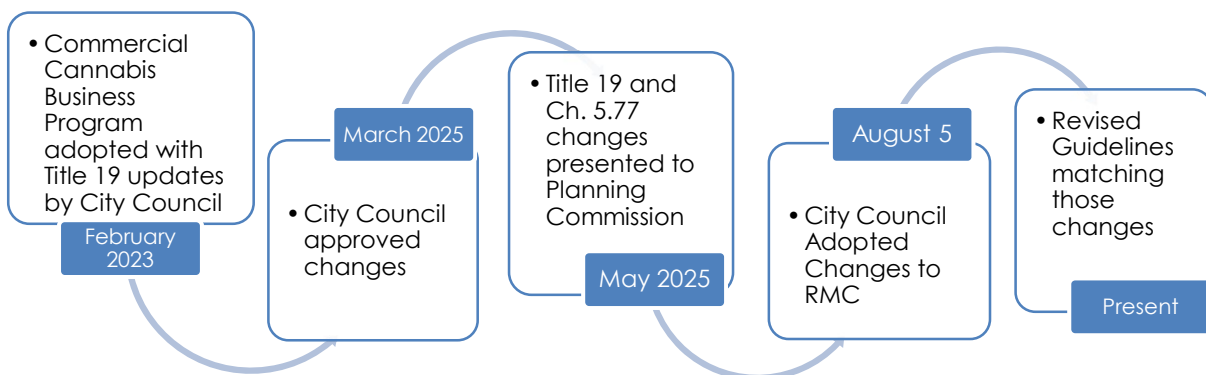 • Commercial
Cannabis
Business
Program
adopted with
Title 19 updates
by City Council
February
2023
March 2025
• City Council
approved
changes
• Title 19 and
Ch. 5.77
changes
presented to
Planning
Commission
May 2025
August 5
• City Council
Adopted
Changes to
RMC
• Revised
Guidelines
matching
those
changes
Present